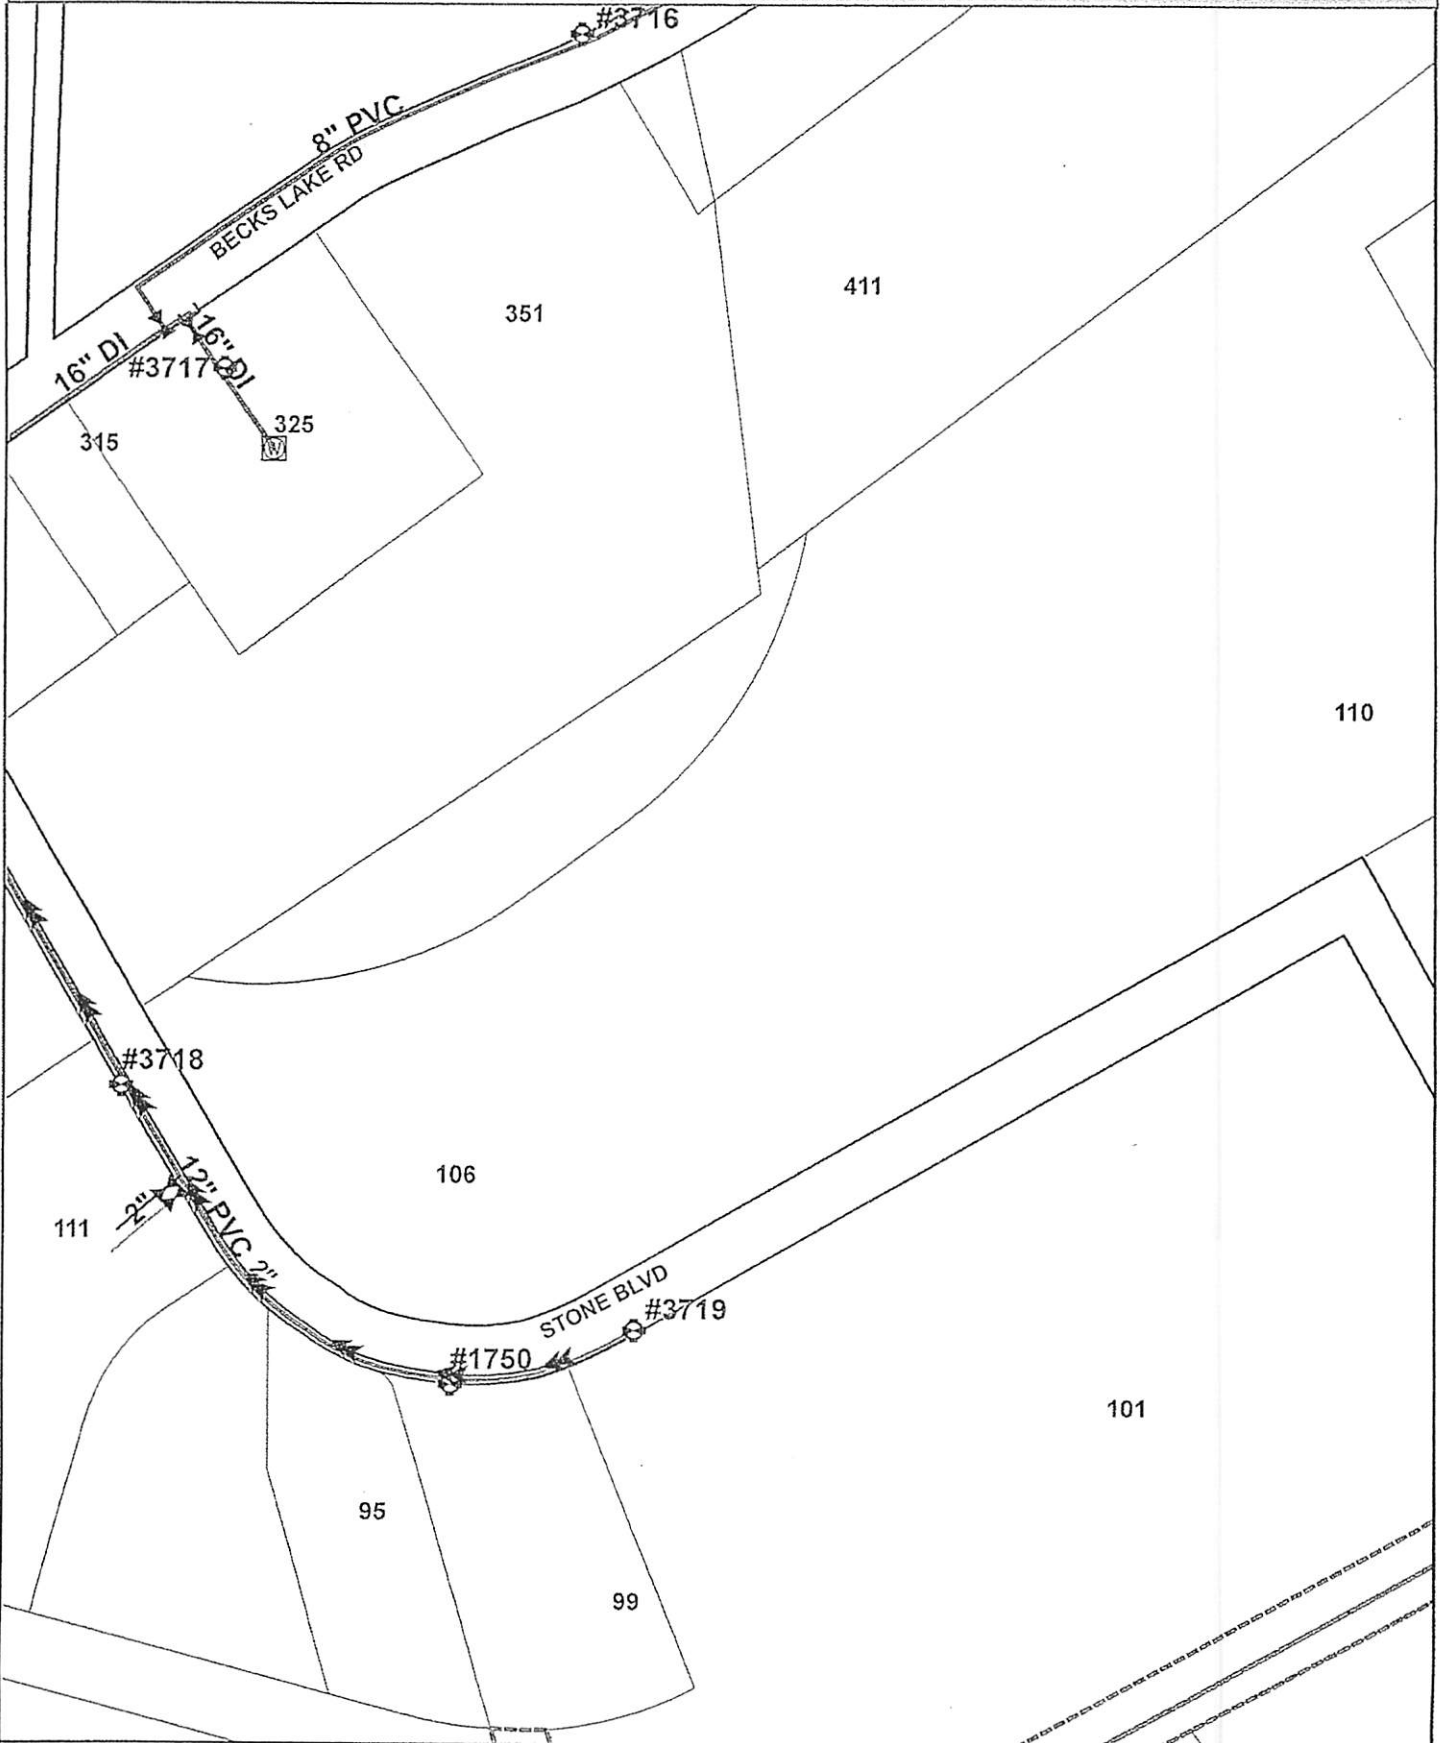 #3716
8" PVC
BECKS LAKE RD
411
351
16" DI
16" DI
#3717
325
315
W
110
#3718
106
12" PVC
2"
111
2"
STONE BLVD
#3719
#1750
101
95
99